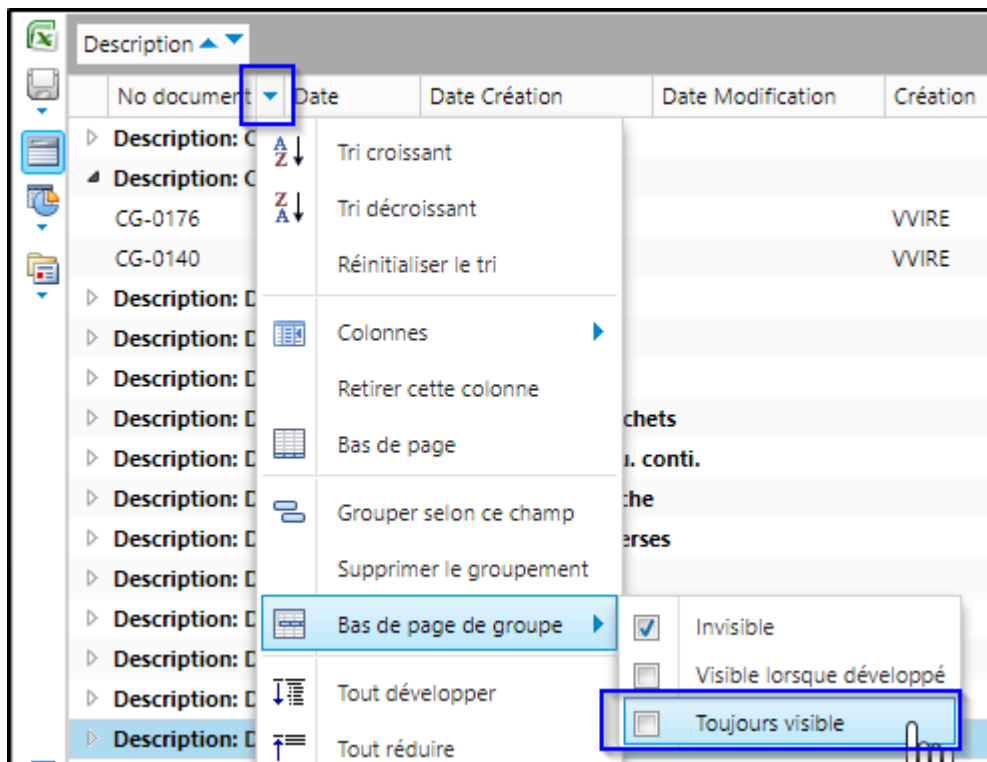 Description
No document Date Date Création Date Modification Création
Description: C
Description: C
CG-0176 VVIRE
CG-0140 VVIRE
Description: D
Description: D
Description: D
Description: D chets
Description: D u. conti.
Description: D che
Description: D erses
Description: D
Description: D
Description: D
Description: D
Description: D
Tri croissant
Tri décroissant
Réinitialiser le tri
Colonnes
Retirer cette colonne
Bas de page
Grouper selon ce champ
Supprimer le groupement
Bas de page de groupe
Tout développer
Tout réduire
Invisible
Visible lorsque développé
Toujours visible